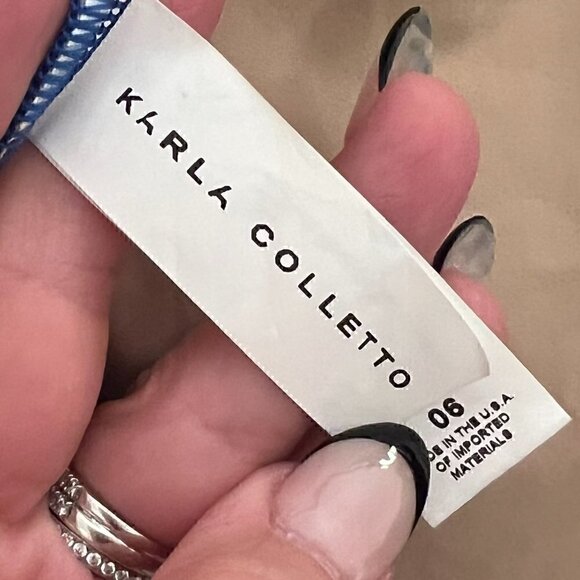 KARLA COLLETTO
06
DE IN THE U.S.A.
OF IMPORTED
MATERIALS